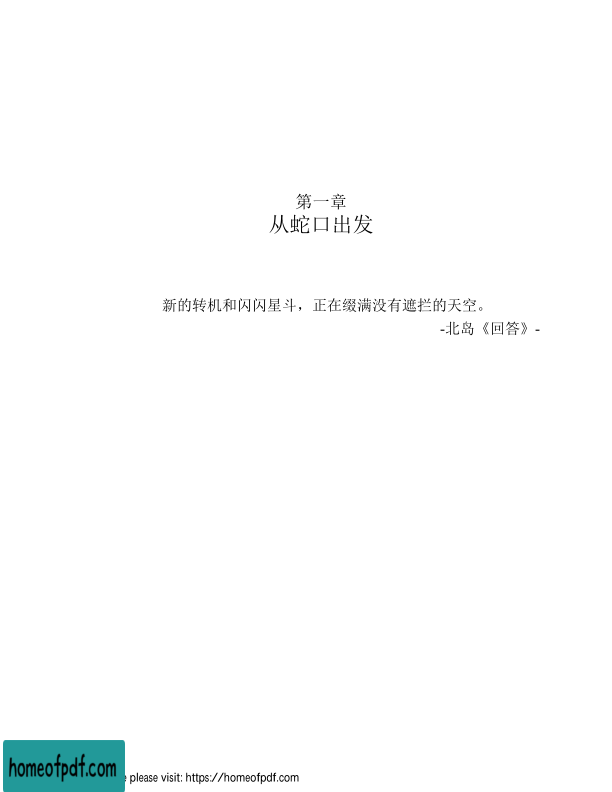 第一章
从蛇口出发
新的转机和闪闪星斗，正在缀满没有遮拦的天空。
-北岛《回答》-
homeofpdf.com
please visit: https://homeofpdf.com